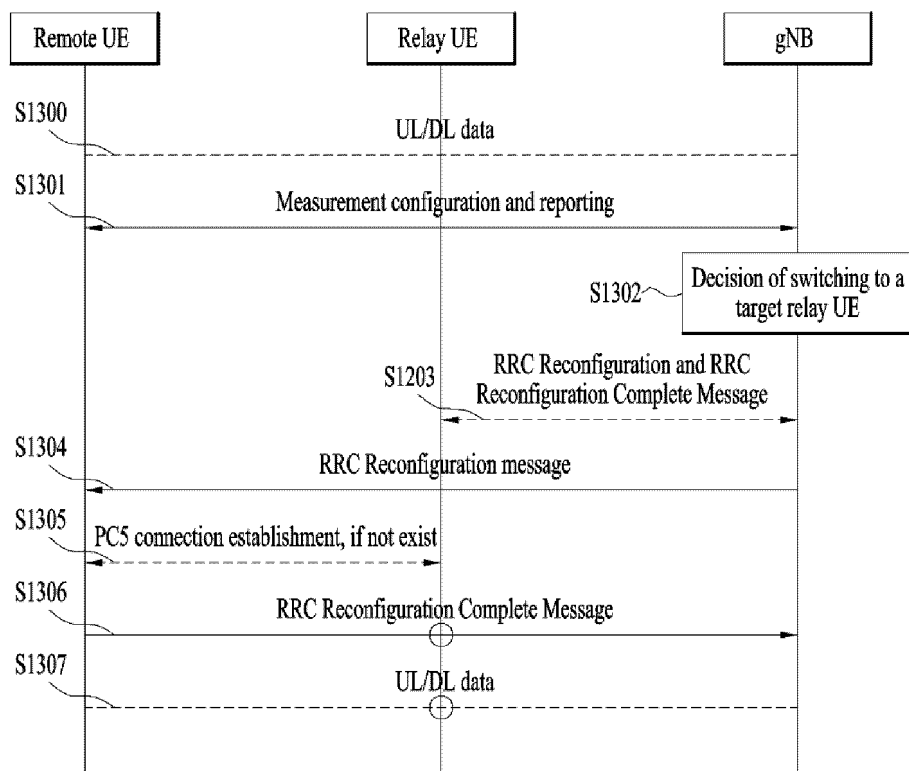 Remote UE
Relay UE
gNB
S1300
UL/DL data
S1301
Measurement configuration and reporting
S1302
Decision of switching to a
target relay UE
S1203
RRC Reconfiguration and RRC
Reconfiguration Complete Message
S1304
RRC Reconfiguration message
S1305
PC5 connection establishment, if not exist
S1306
RRC Reconfiguration Complete Message
S1307
UL/DL data